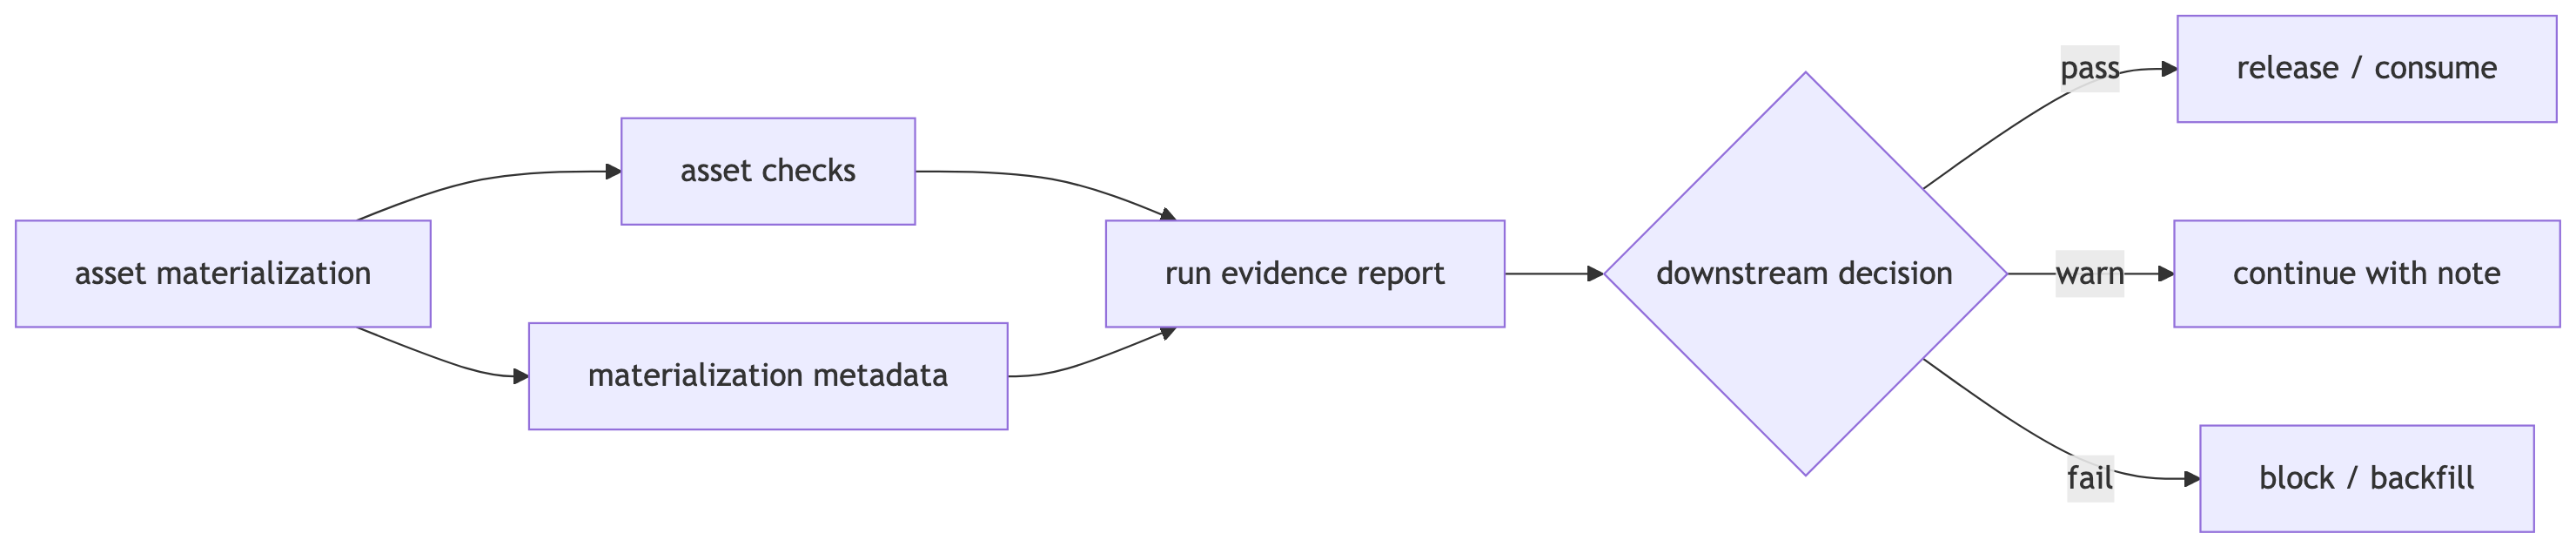 asset materialization
asset checks
materialization metadata
run evidence report
downstream decision
pass
release / consume
warn
continue with note
fail
block / backfill